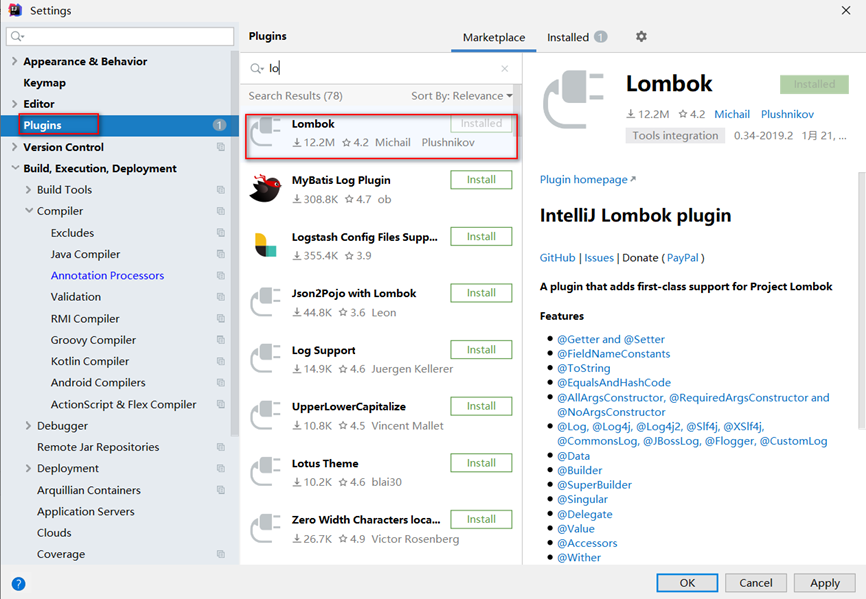 Settings
Appearance & Behavior
Keymap
Editor
Plugins
1
Version Control
Build, Execution, Deployment
Build Tools
Compiler
Excludes
Java Compiler
Annotation Processors
Validation
RMI Compiler
Groovy Compiler
Kotlin Compiler
Android Compilers
ActionScript & Flex Compiler
Debugger
Remote Jar Repositories
Deployment
Arquillian Containers
Application Servers
Clouds
Coverage
?
Plugins
Marketplace
Installed 1
lo
Search Results (78)
Sort By: Relevance
Lombok
Installed
12.2M 4.2 Michail Plushnikov
MyBatis Log Plugin
Install
308.8K 4.7 ob
Logstash Config Files Supp...
Install
355.4K 3.9
Json2Pojo with Lombok
Install
44.8K 3.6 Leon
Log Support
Install
14.9K 4.6 Juergen Kellerer
UpperLowerCapitalize
Install
10.8K 4.5 Vincent Mallet
Lotus Theme
Install
10.2K 4.6 blai30
Zero Width Characters loca...
Install
26.7K 4.9 Victor Rosenberg
Lombok
Installed
12.2M 4.2 Michail Plushnikov
Tools integration 0.34-2019.2 1月 21, ...
Plugin homepage
IntelliJ Lombok plugin
GitHub | Issues | Donate ( PayPal )
A plugin that adds first-class support for Project Lombok
Features
@Getter and @Setter
@FieldNameConstants
@ToString
@EqualsAndHashCode
@AllArgsConstructor, @RequiredArgsConstructor and
@NoArgsConstructor
@Log, @Log4j, @Log4j2, @Slf4j, @XSlf4j,
@CommonsLog, @JBossLog, @Flogger, @CustomLog
@Data
@Builder
@SuperBuilder
@Singular
@Delegate
@Value
@Accessors
@Wither
OK
Cancel
Apply